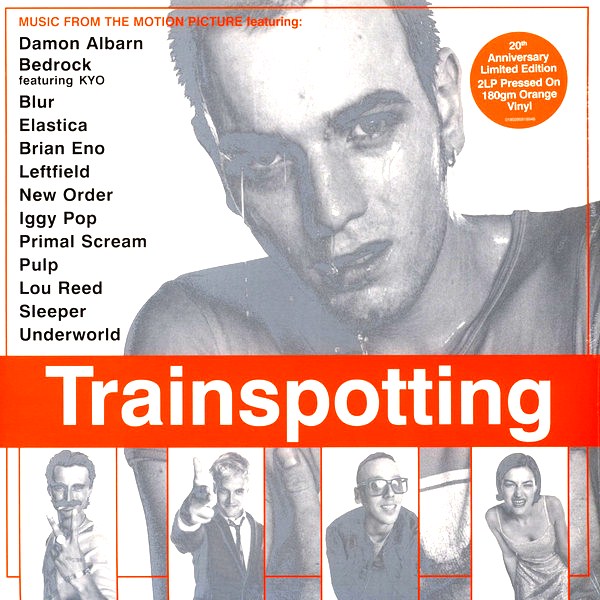 MUSIC FROM THE MOTION PICTURE featuring:
Damon Albarn
Bedrock
featuring KYO
Blur
Elastica
Brian Eno
Leftfield
New Order
Iggy Pop
Primal Scream
Pulp
Lou Reed
Sleeper
Underworld
20th
Anniversary
Limited Edition
2LP Pressed On
180gm Orange
Vinyl
Trainspotting